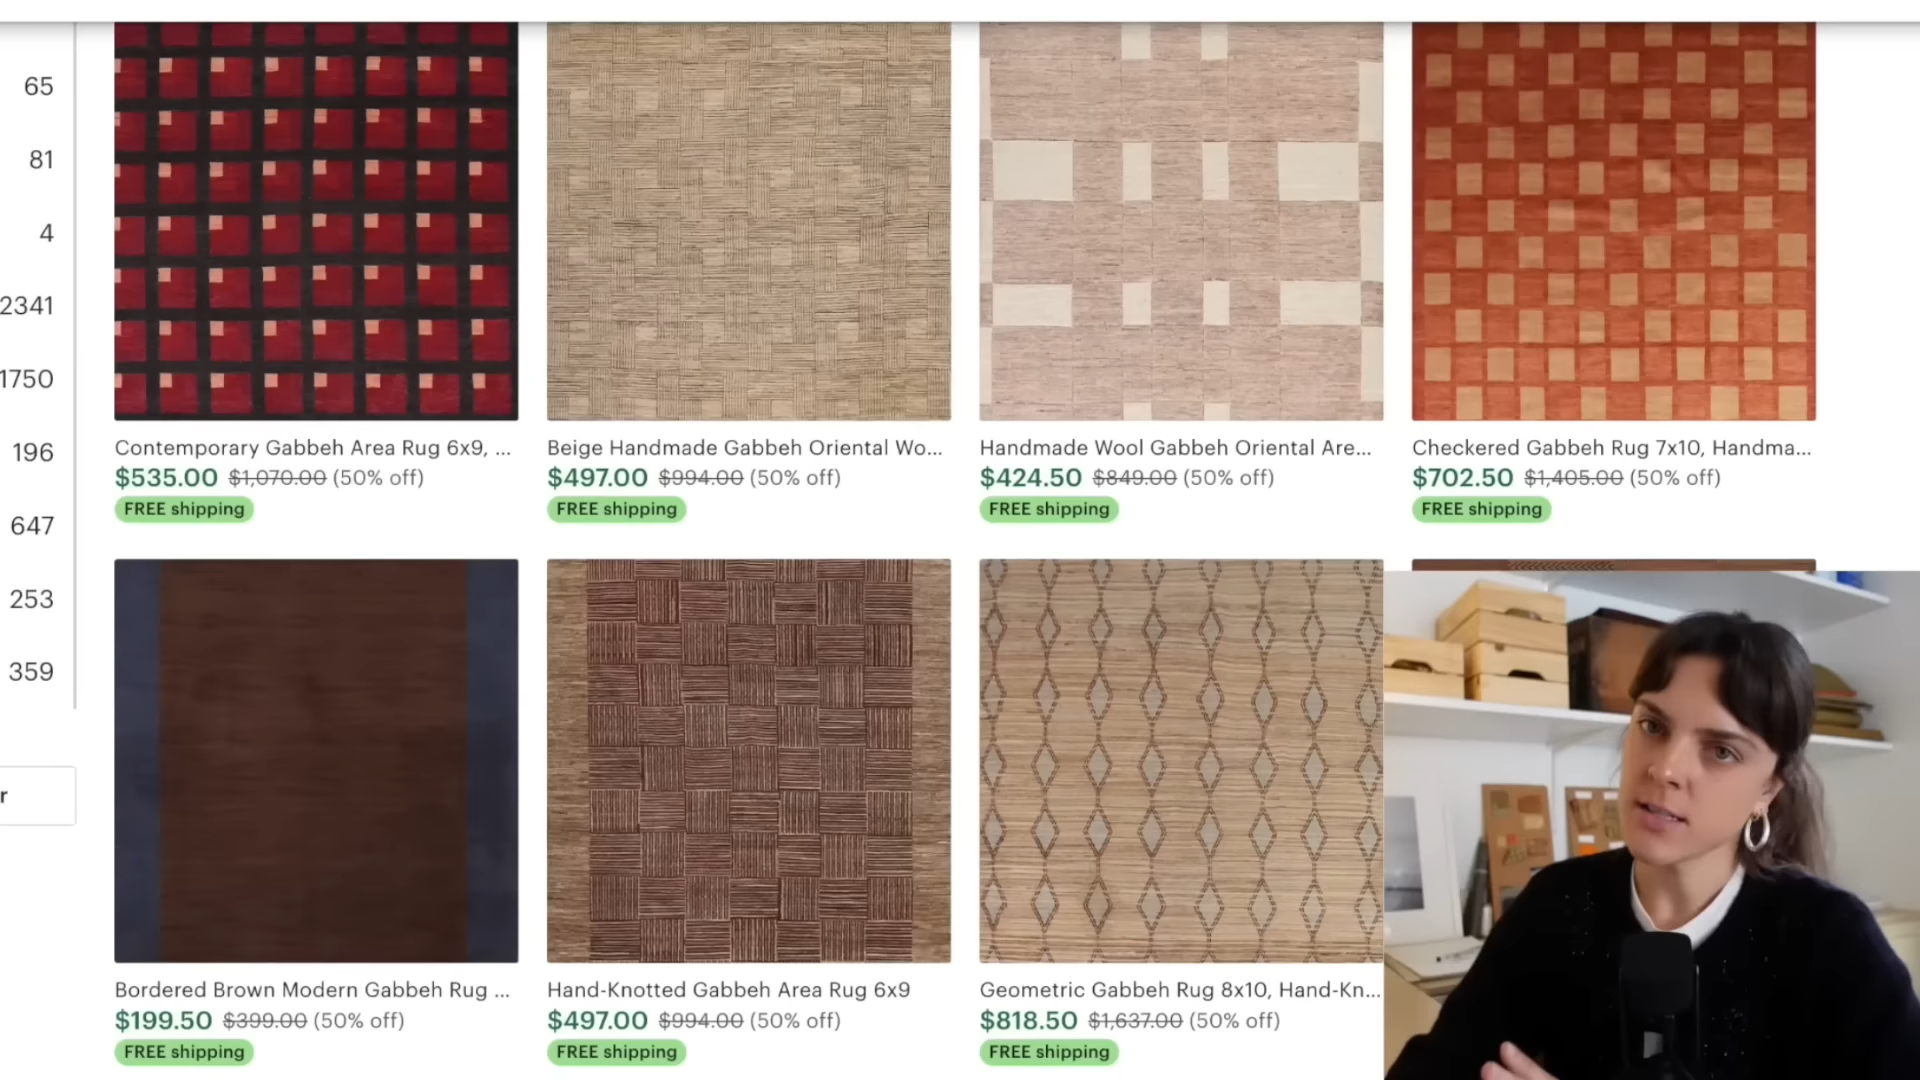 65
81
4
2341
1750
196
647
253
359
r
Contemporary Gabbeh Area Rug 6x9, ...
$535.00 $1,070.00 (50% off)
FREE shipping
Beige Handmade Gabbeh Oriental Wo...
$497.00 $994.00 (50% off)
FREE shipping
Handmade Wool Gabbeh Oriental Are...
$424.50 $849.00 (50% off)
FREE shipping
Checkered Gabbeh Rug 7x10, Handma...
$702.50 $1,405.00 (50% off)
FREE shipping
Bordered Brown Modern Gabbeh Rug ...
$199.50 $399.00 (50% off)
FREE shipping
Hand-Knotted Gabbeh Area Rug 6x9
$497.00 $994.00 (50% off)
FREE shipping
Geometric Gabbeh Rug 8x10, Hand-Kn...
$818.50 $1,637.00 (50% off)
FREE shipping